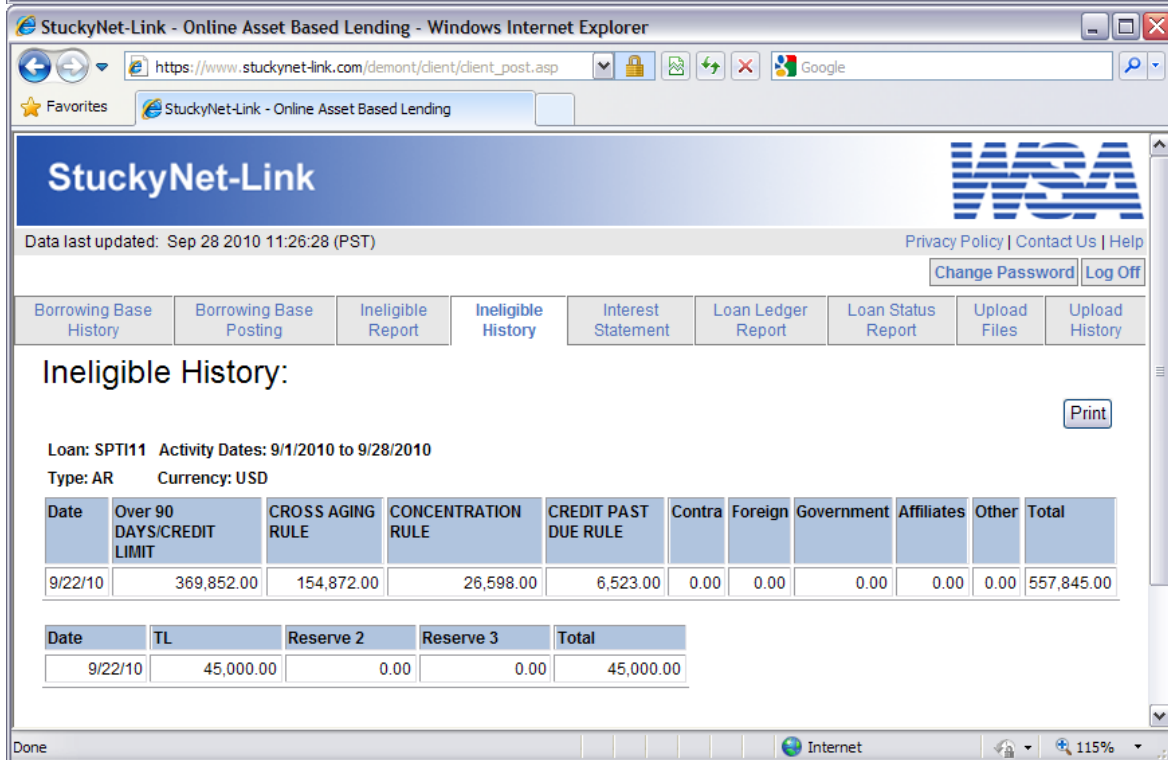 StuckyNet-Link - Online Asset Based Lending - Windows Internet Explorer
https://www.stuckynet-link.com/demont/client/client_post.asp
Google
Favorites
StuckyNet-Link - Online Asset Based Lending
StuckyNet-Link
WSA
Data last updated: Sep 28 2010 11:26:28 (PST)
Privacy Policy | Contact Us | Help
Change Password Log Off
Borrowing Base History
Borrowing Base Posting
Ineligible Report
Ineligible History
Interest Statement
Loan Ledger Report
Loan Status Report
Upload Files
Upload History
Ineligible History:
Print
Loan: SPTI11 Activity Dates: 9/1/2010 to 9/28/2010
Type: AR Currency: USD
Date Over 90 DAYS/CREDIT LIMIT CROSS AGING RULE CONCENTRATION RULE CREDIT PAST DUE RULE Contra Foreign Government Affiliates Other Total
9/22/10 369,852.00 154,872.00 26,598.00 6,523.00 0.00 0.00 0.00 0.00 0.00 557,845.00
Date TL Reserve 2 Reserve 3 Total
9/22/10 45,000.00 0.00 0.00 45,000.00
Done
Internet
115%